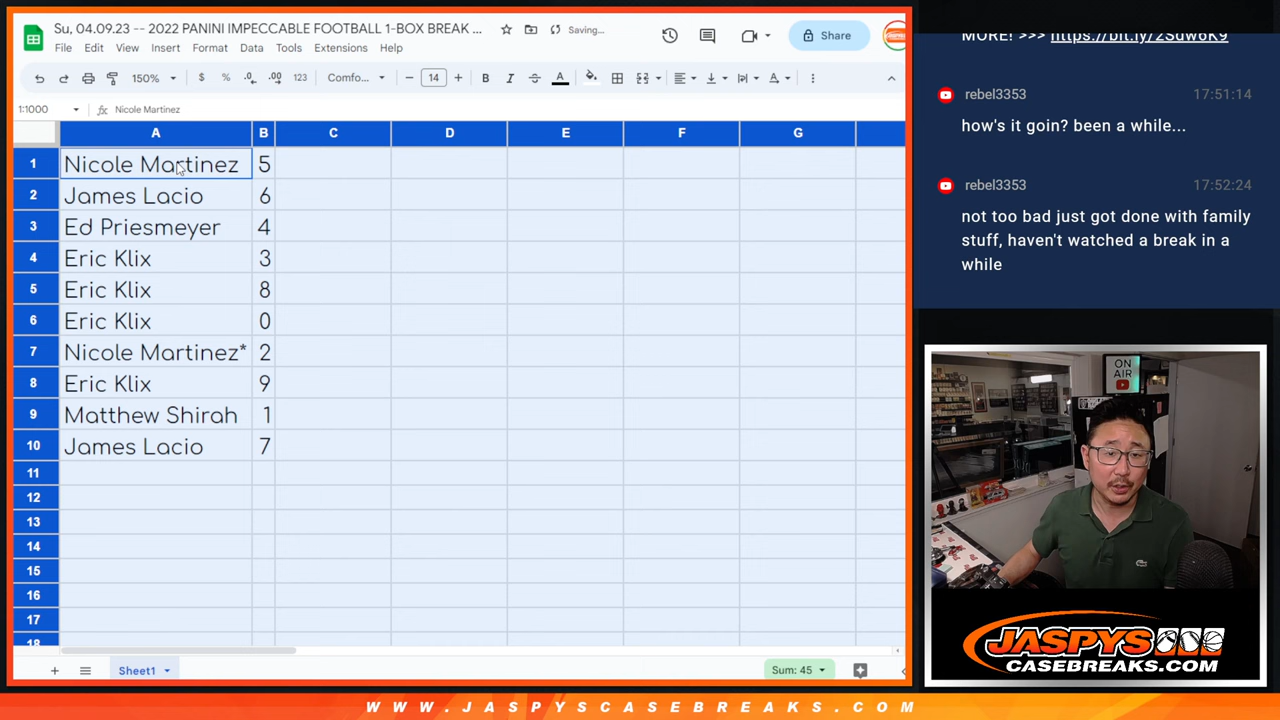 Su, 04.09.23 -- 2022 PANINI IMPECCABLE FOOTBALL 1-BOX BREAK ...
Saving...
Share
File Edit View Insert Format Data Tools Extensions Help
150% $ % .0 .00 123 Comfo... − 14 + B I S A A
1:1000 fx Nicole Martinez
A B C D E F G
1 Nicole Martinez 5
2 James Lacio 6
3 Ed Priesmeyer 4
4 Eric Klix 3
5 Eric Klix 8
6 Eric Klix 0
7 Nicole Martinez* 2
8 Eric Klix 9
9 Matthew Shirah 1
10 James Lacio 7
11
12
13
14
15
16
17
18
+ Sheet1 Sum: 45
MORE! >>> https://bit.ly/2Sdw6K9
rebel3353 17:51:14
how's it goin? been a while...
rebel3353 17:52:24
not too bad just got done with family
stuff, haven't watched a break in a
while
ON
AIR
JASPYS
CASEBREAKS.COM
WWW.JASPYSCASEBREAKS.COM